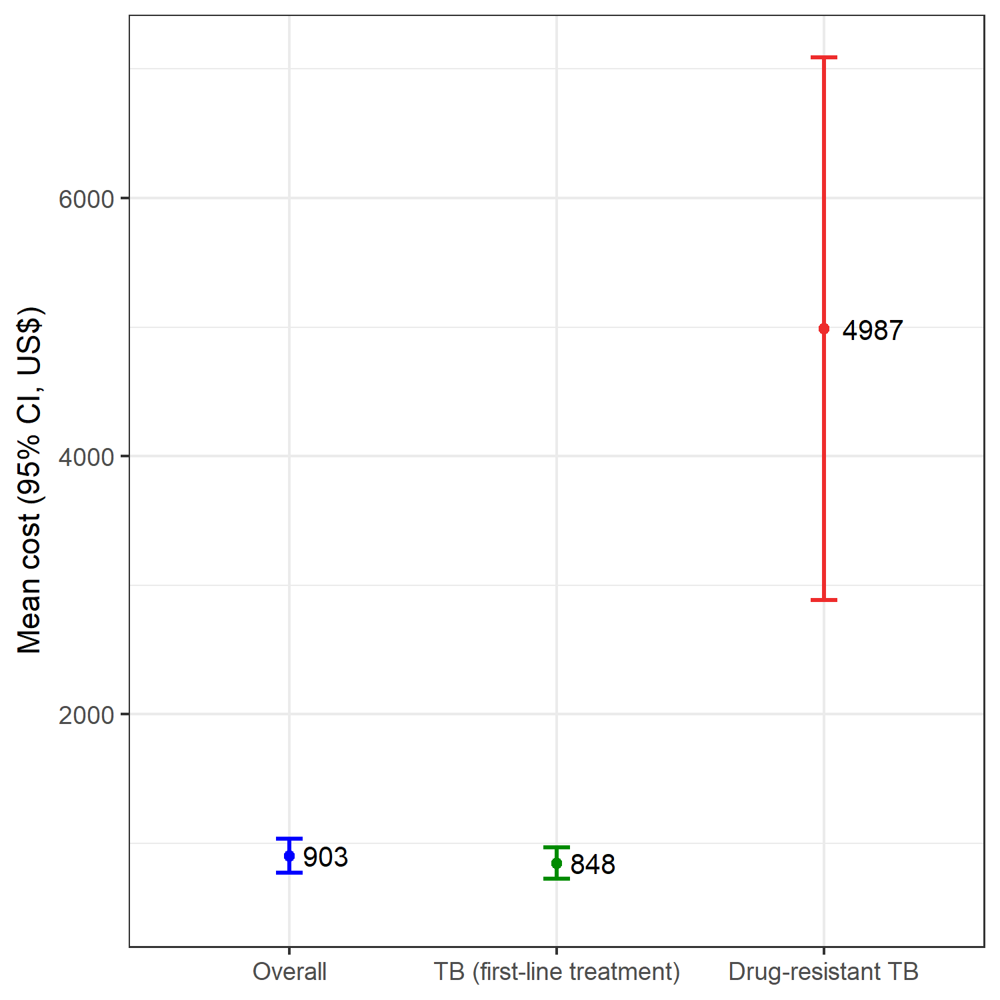 Mean cost (95% CI, US$)
6000
4000
2000
4987
903
848
Overall
TB (first-line treatment)
Drug-resistant TB